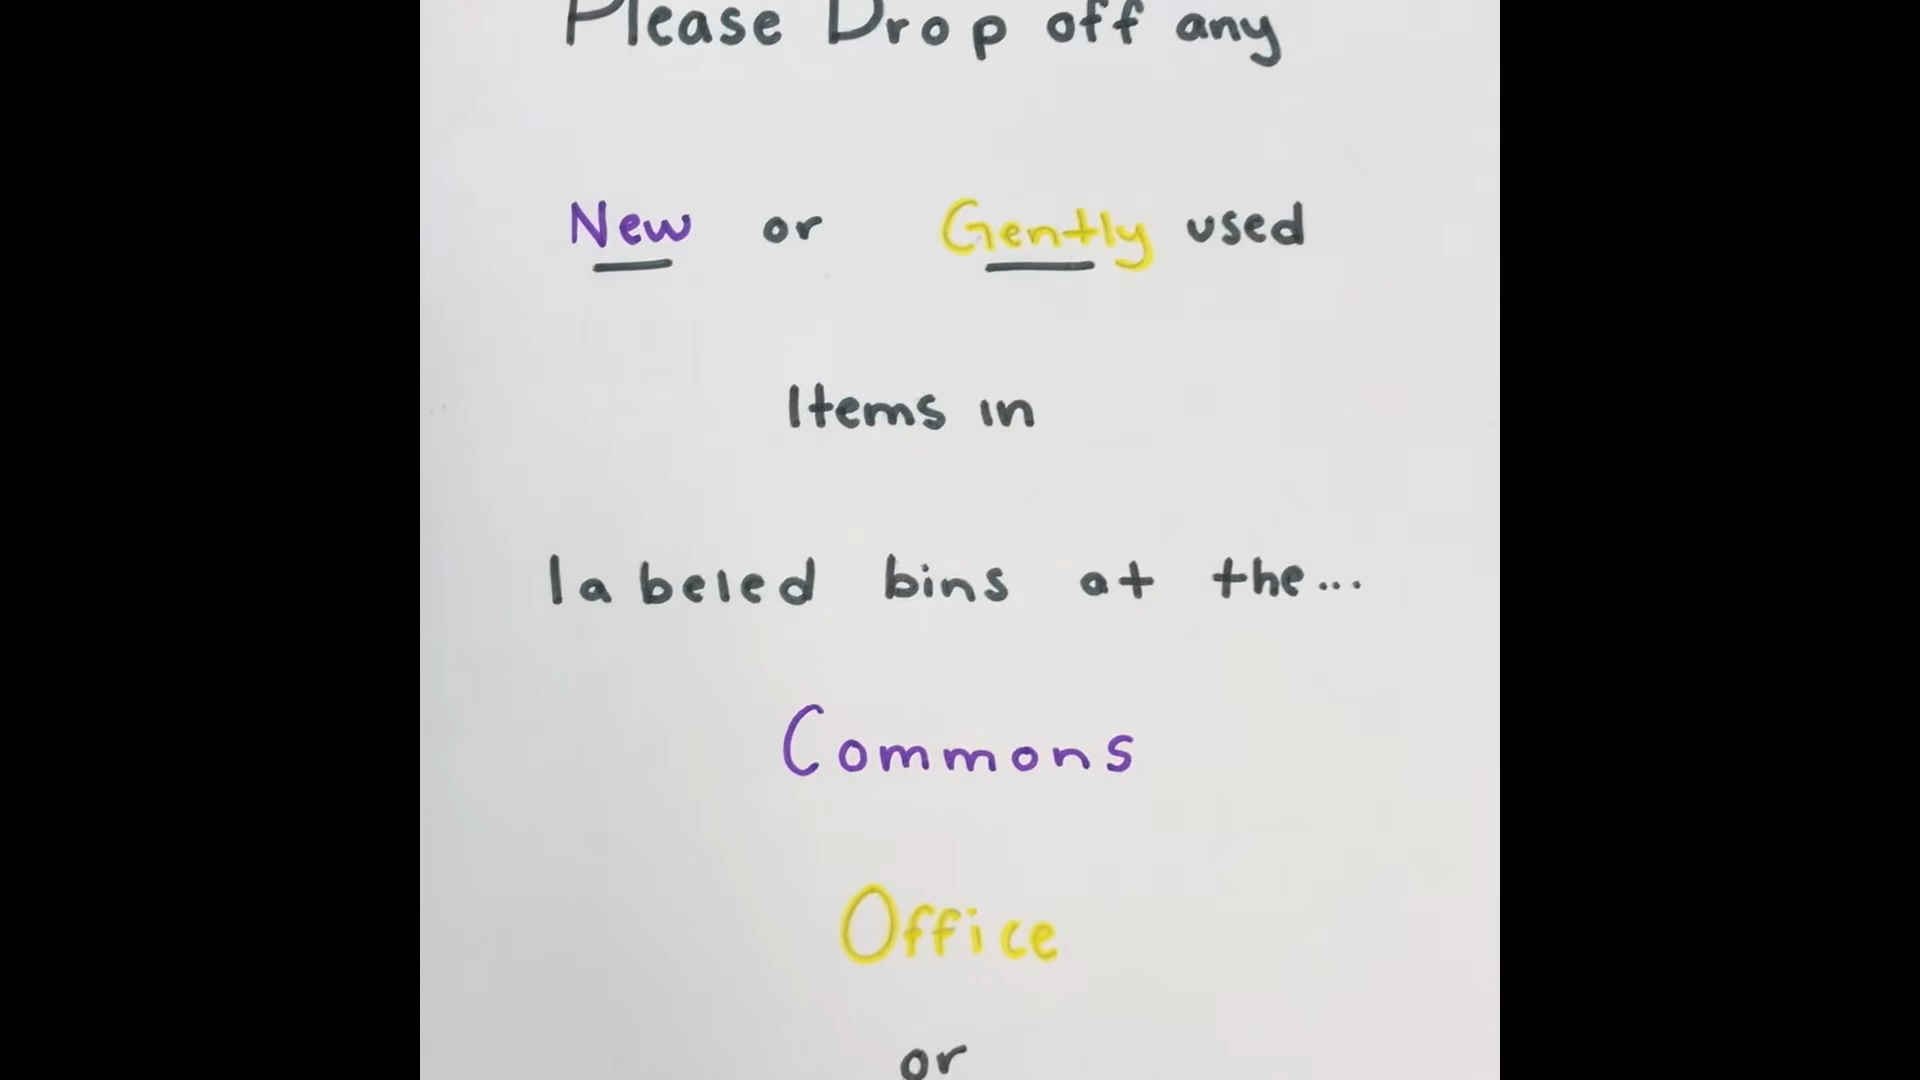 Please Drop off any
New or Gently used
Items in
labeled bins at the...
Commons
Office
or